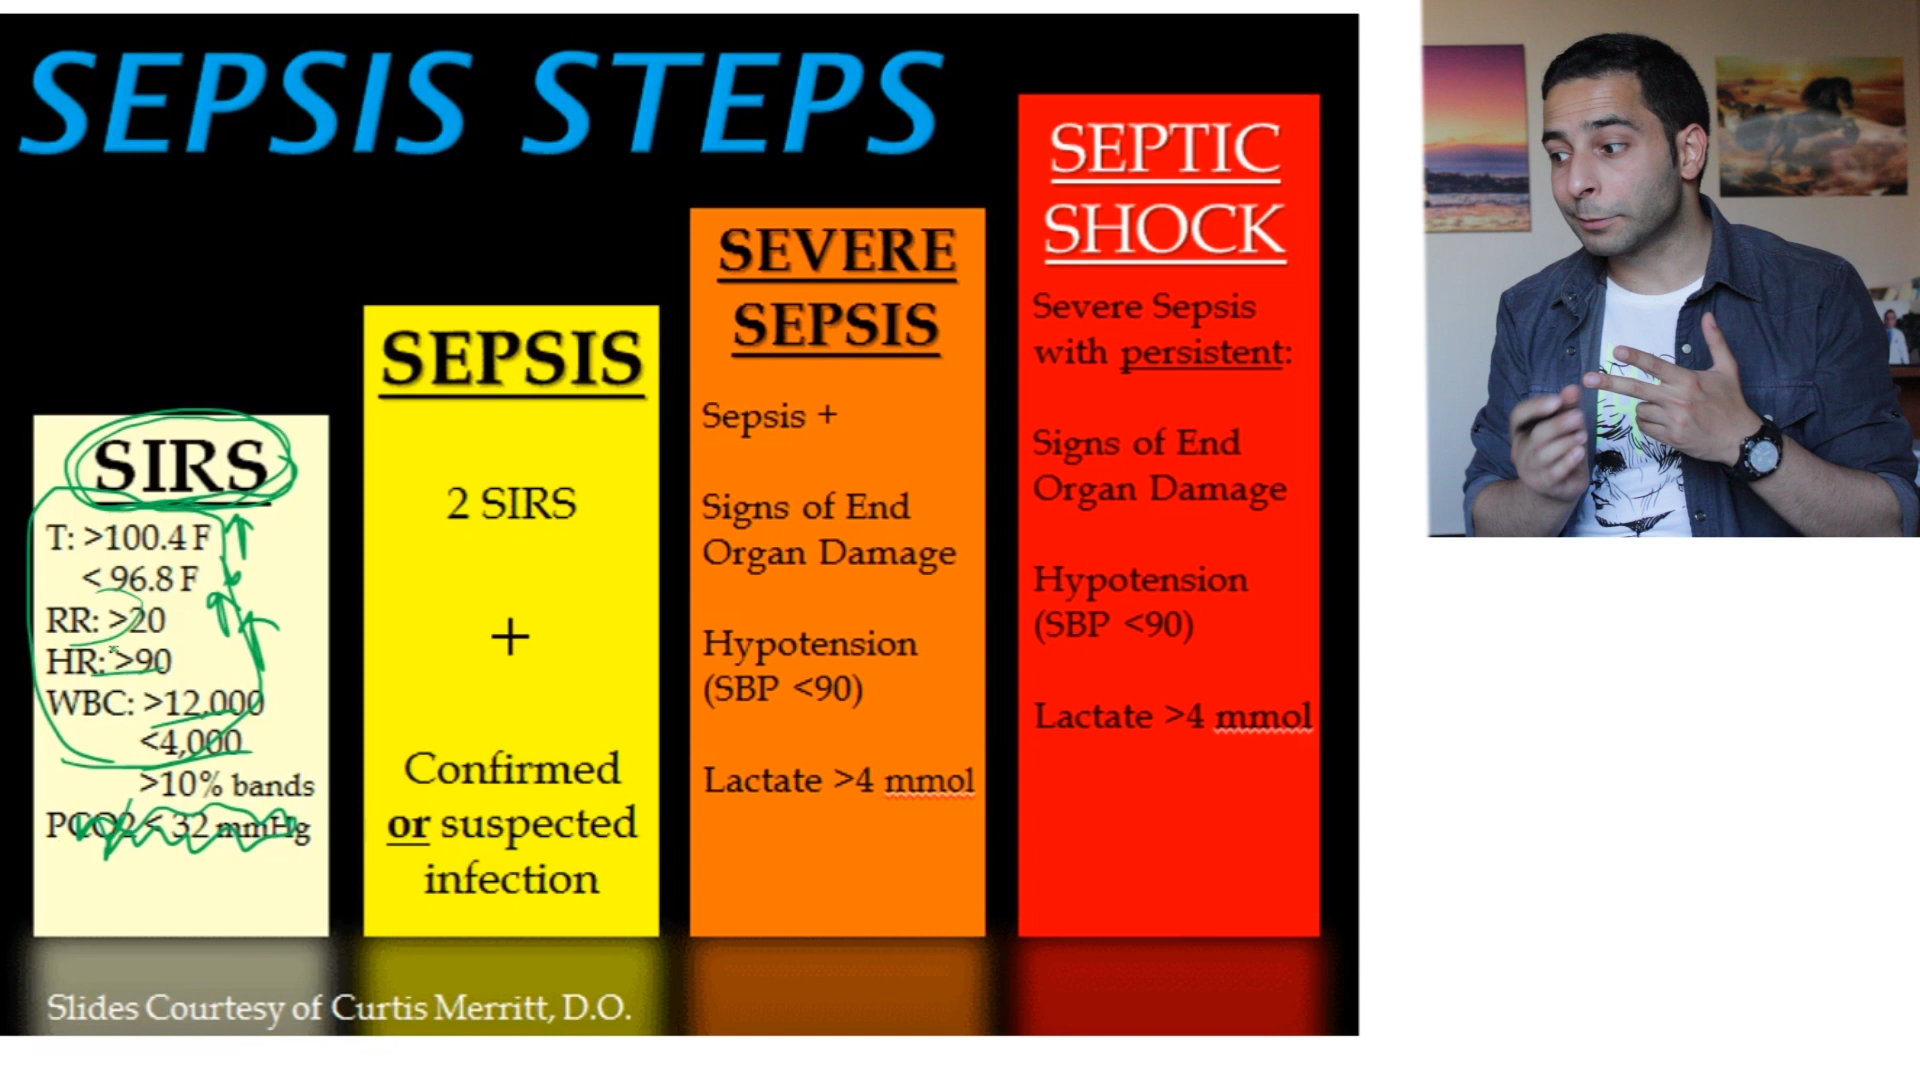 SEPSIS STEPS
SIRS
T: >100.4 F
< 96.8 F
RR: >20
HR: >90
WBC: >12,000
<4,000
>10% bands
PCO2 < 32 mmHg
SEPSIS
2 SIRS
+
Confirmed
or suspected
infection
SEVERE
SEPSIS
Sepsis +
Signs of End
Organ Damage
Hypotension
(SBP <90)
Lactate >4 mmol
SEPTIC
SHOCK
Severe Sepsis
with persistent:
Signs of End
Organ Damage
Hypotension
(SBP <90)
Lactate >4 mmol
Slides Courtesy of Curtis Merritt, D.O.